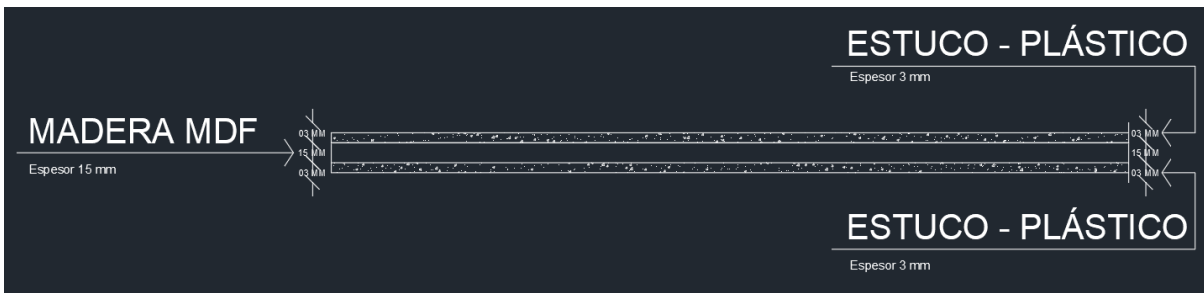 ESTUCO - PLÁSTICO
Espesor 3 mm
MADERA MDF
Espesor 15 mm
03 MM
15 MM
03 MM
03 MM
15 MM
03 MM
ESTUCO - PLÁSTICO
Espesor 3 mm